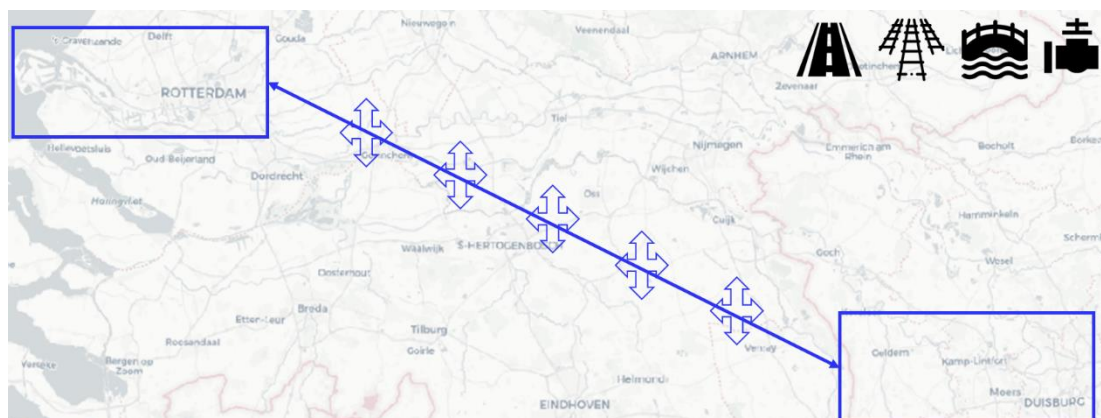 Nieuwegein
Veenendaal
's Gravenzande
Delft
Gouda
ARNHEM
ROTTERDAM
Zevenaar
Tiel
Hellevoetsluis
Oud Beijerland
Nijmegen
Emmerich am
Rhein
Bocholt
Dordrecht
Wijchen
Haringvliet
Oss
Cuijk
Hamminkeln
Waalwijk
S-HERTOGENBOSCH
Goch
Wesel
Oosterhout
Breda
Etten-Leur
Tilburg
Roosendaal
Goirle
Geldern
Kamp-Lintfort
Yerseke
Bergen op
Zoom
Venray
Helmond
Moers
EINDHOVEN
DUISBURG